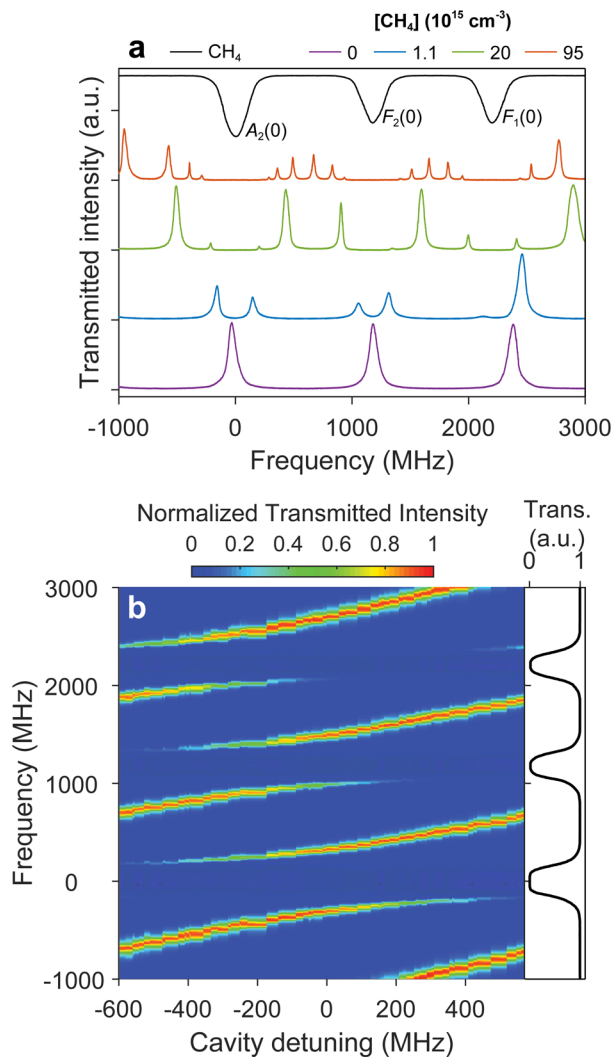 [CH₄] (10¹⁵ cm⁻³)
a
CH₄ 0 1.1 20 95
A₂(0) F₂(0) F₁(0)
Transmitted intensity (a.u.)
-1000 0 1000 2000 3000
Frequency (MHz)
Normalized Transmitted Intensity
0 0.2 0.4 0.6 0.8 1
Trans.
(a.u.)
0 1
b
3000
2000
1000
0
-1000
Frequency (MHz)
-600 -400 -200 0 200 400
Cavity detuning (MHz)